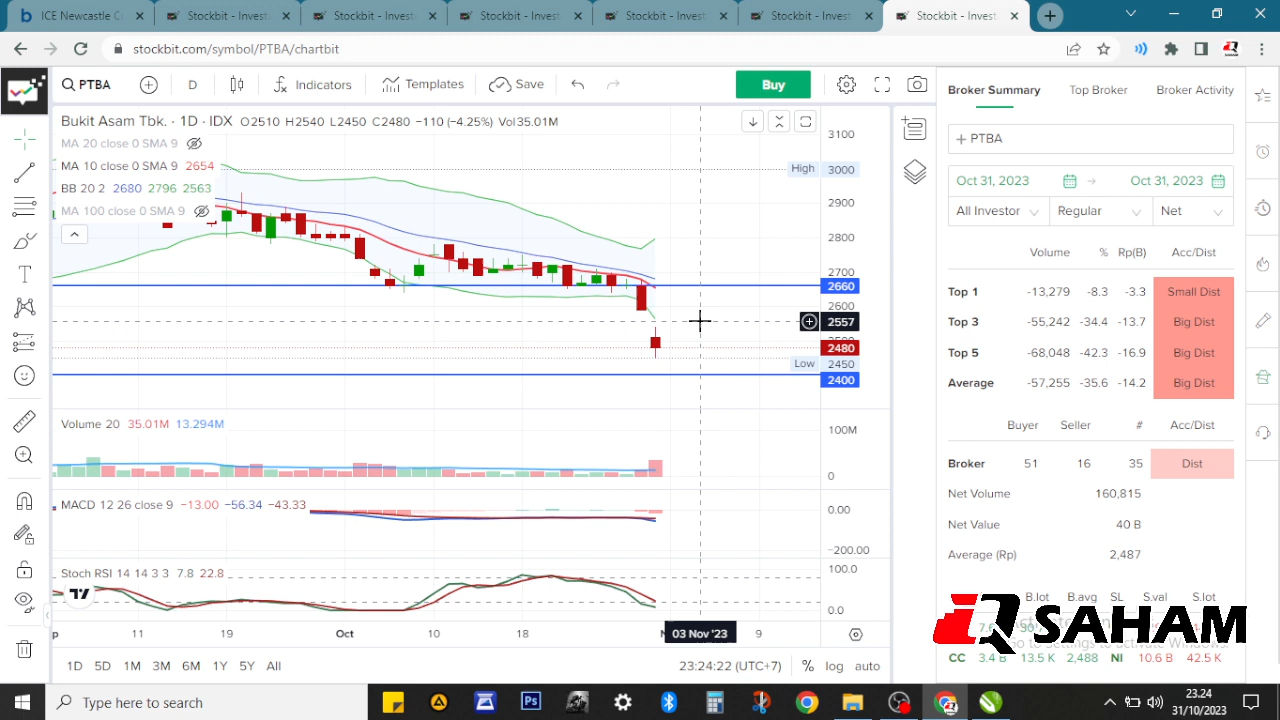 ICE Newcastle C
Stockbit - Invest
Stockbit - Invest
Stockbit - Invest
Stockbit - Invest
Stockbit - Invest
Stockbit - Invest
stockbit.com/symbol/PTBA/chartbit
PTBA
D
Indicators
Templates
Save
Buy
Bukit Asam Tbk. · 1D · IDX O2510 H2540 L2450 C2480 −110 (−4.25%) Vol35.01M
MA 20 close 0 SMA 9
MA 10 close 0 SMA 9 2654
BB 20 2 2680 2796 2563
MA 100 close 0 SMA 9
3100
High 3000
2900
2800
2700
2660
2600
2557
2480
Low 2450
2400
Volume 20 35.01M 13.294M
100M
0
MACD 12 26 close 9 −13.00 −56.34 −43.33
0.00
−200.00
Stoch RSI 14 14 3 3 7.8 22.8
100.0
0.0
11 19 Oct 10 18 03 Nov '23 9
1D 5D 1M 3M 6M 1Y 5Y All
23:24:22 (UTC+7) % log auto
Broker Summary Top Broker Broker Activity
+ PTBA
Oct 31, 2023 → Oct 31, 2023
All Investor Regular Net
Volume % Rp(B) Acc/Dist
Top 1 -13,279 -8.3 -3.3 Small Dist
Top 3 -55,242 -34.4 -13.7 Big Dist
Top 5 -68,048 -42.3 -16.9 Big Dist
Average -57,255 -35.6 -14.2 Big Dist
Buyer Seller # Acc/Dist
Broker 51 16 35 Dist
Net Volume 160,815
Net Value 40 B
Average (Rp) 2,487
B.lot B.avg SL S.val S.lot
SAHAM
Go to Settings to activate Windows.
CC 3.4 B 13.5 K 2,488 NI 10.6 B 42.5 K
Type here to search
Ps
23.24
31/10/2023